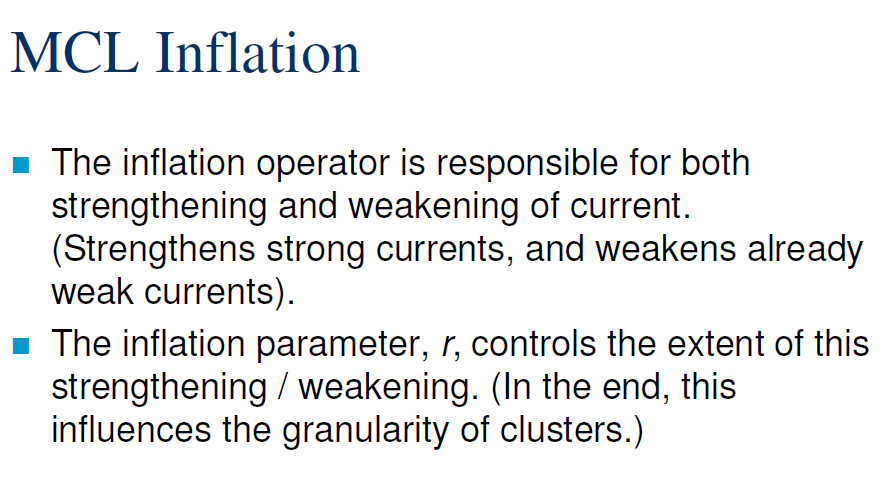 MCL Inflation
The inflation operator is responsible for both
strengthening and weakening of current.
(Strengthens strong currents, and weakens already
weak currents).
The inflation parameter, r, controls the extent of this
strengthening / weakening. (In the end, this
influences the granularity of clusters.)